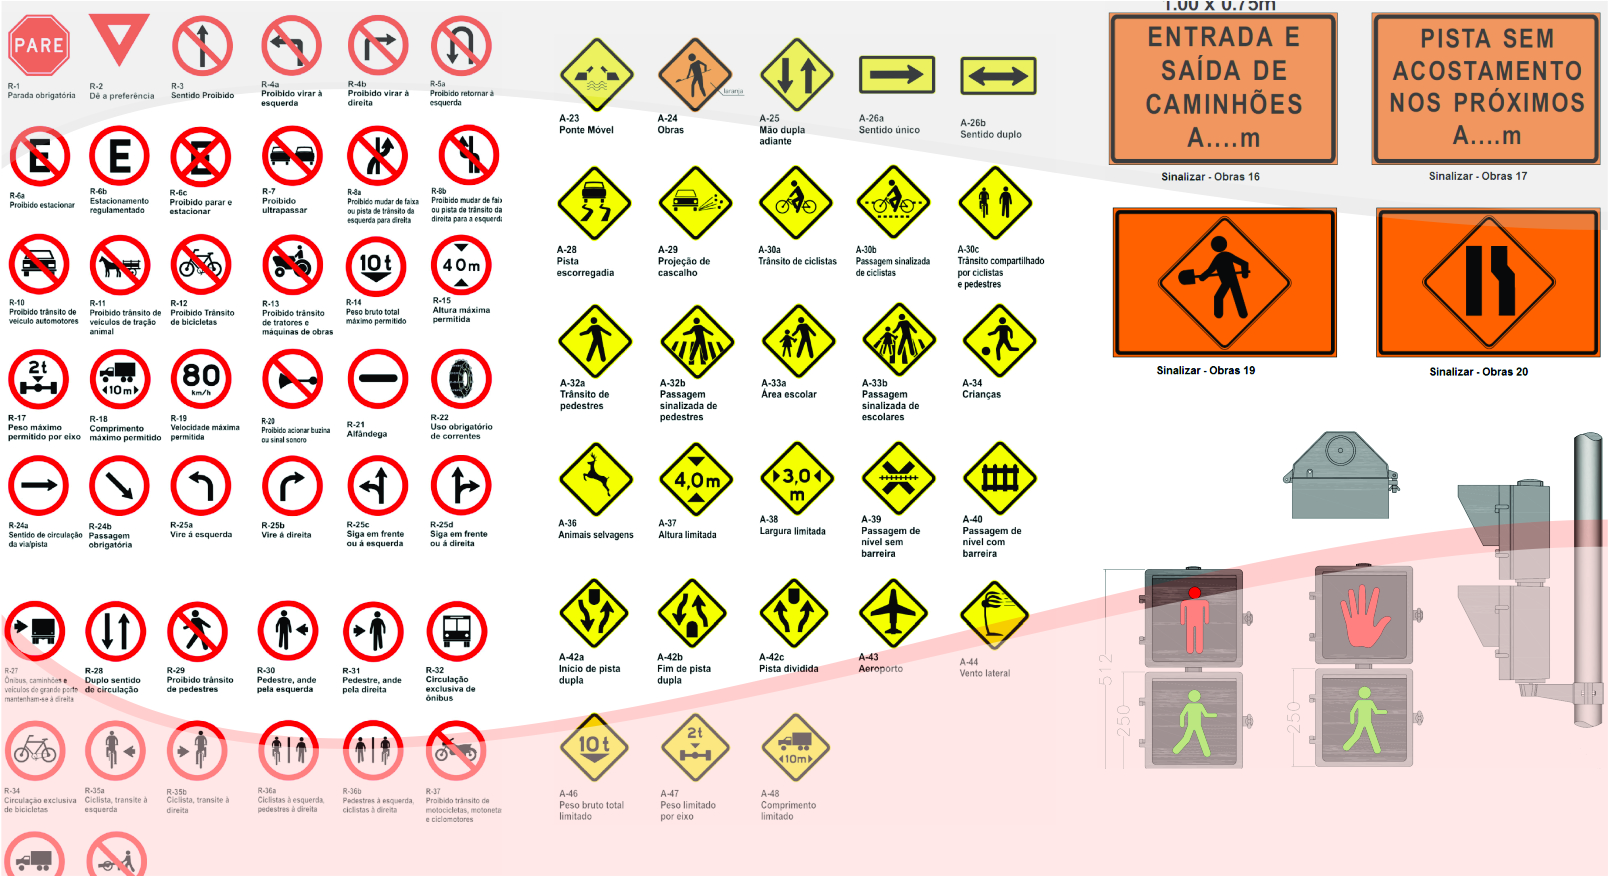 PARE
R-1
Parada obrigatória
R-2
Dê a preferência
R-3
Sentido Proibido
R-4a
Proibido virar à
esquerda
R-4b
Proibido virar à
direita
R-5a
Proibido retornar à
esquerda
E
R-6a
Proibido estacionar
E
R-6b
Estacionamento
regulamentado
E
R-6c
Proibido parar e
estacionar
R-7
Proibido
ultrapassar
R-8a
Proibido mudar de faixa
ou pista de trânsito da
esquerda para direita
R-8b
Proibido mudar de faix
ou pista de trânsito da
direita para a esquerd
R-10
Proibido trânsito de
veículo automotores
R-11
Proibido trânsito de
veículos de tração
animal
R-12
Proibido Trânsito
de bicicletas
R-13
Proibido trânsito
de tratores e
máquinas de obras
10t
R-14
Peso bruto total
máximo permitido
40m
R-15
Altura máxima
permitida
2t
R-17
Peso máximo
permitido por eixo
10m
R-18
Comprimento
máximo permitido
80
km/h
R-19
Velocidade máxima
permitida
R-20
Proibido acionar buzina
ou sinal sonoro
R-21
Alfândega
R-22
Uso obrigatório
de correntes
R-24a
Sentido de circulação
da via/pista
R-24b
Passagem
obrigatória
R-25a
Vire à esquerda
R-25b
Vire à direita
R-25c
Siga em frente
ou à esquerda
R-25d
Siga em frente
ou à direita
R-27
Ônibus, caminhões e
veículos de grande porte
mantenham-se à direita
R-28
Duplo sentido
de circulação
R-29
Proibido trânsito
de pedestres
R-30
Pedestre, ande
pela esquerda
R-31
Pedestre, ande
pela direita
R-32
Circulação
exclusiva de
ônibus
R-34
Circulação exclusiva
de bicicletas
R-35a
Ciclista, transite à
esquerda
R-35b
Ciclista, transite à
direita
R-36a
Ciclistas à esquerda,
pedestres à direita
R-36b
Pedestres à esquerda,
ciclistas à direita
R-37
Proibido trânsito de
motocicletas, motonete
e ciclomotores
A-23
Ponte Móvel
laranja
A-24
Obras
A-25
Mão dupla
adiante
A-26a
Sentido único
A-26b
Sentido duplo
A-28
Pista
escorregadia
A-29
Projeção de
cascalho
A-30a
Trânsito de ciclistas
A-30b
Passagem sinalizada
de ciclistas
A-30c
Trânsito compartilhado
por ciclistas
e pedestres
A-32a
Trânsito de
pedestres
A-32b
Passagem
sinalizada de
pedestres
A-33a
Área escolar
A-33b
Passagem
sinalizada de
escolares
A-34
Crianças
A-36
Animais selvagens
4,0m
A-37
Altura limitada
3,0
m
A-38
Largura limitada
A-39
Passagem de
nível sem
barreira
A-40
Passagem de
nível com
barreira
A-42a
Início de pista
dupla
A-42b
Fim de pista
dupla
A-42c
Pista dividida
A-43
Aeroporto
A-44
Vento lateral
10t
A-46
Peso bruto total
limitado
2t
A-47
Peso limitado
por eixo
10m
A-48
Comprimento
limitado
1.00 x 0.75m
ENTRADA E
SAÍDA DE
CAMINHÕES
A....m
Sinalizar - Obras 16
PISTA SEM
ACOSTAMENTO
NOS PRÓXIMOS
A....m
Sinalizar - Obras 17
Sinalizar - Obras 19
Sinalizar - Obras 20
512
250
250